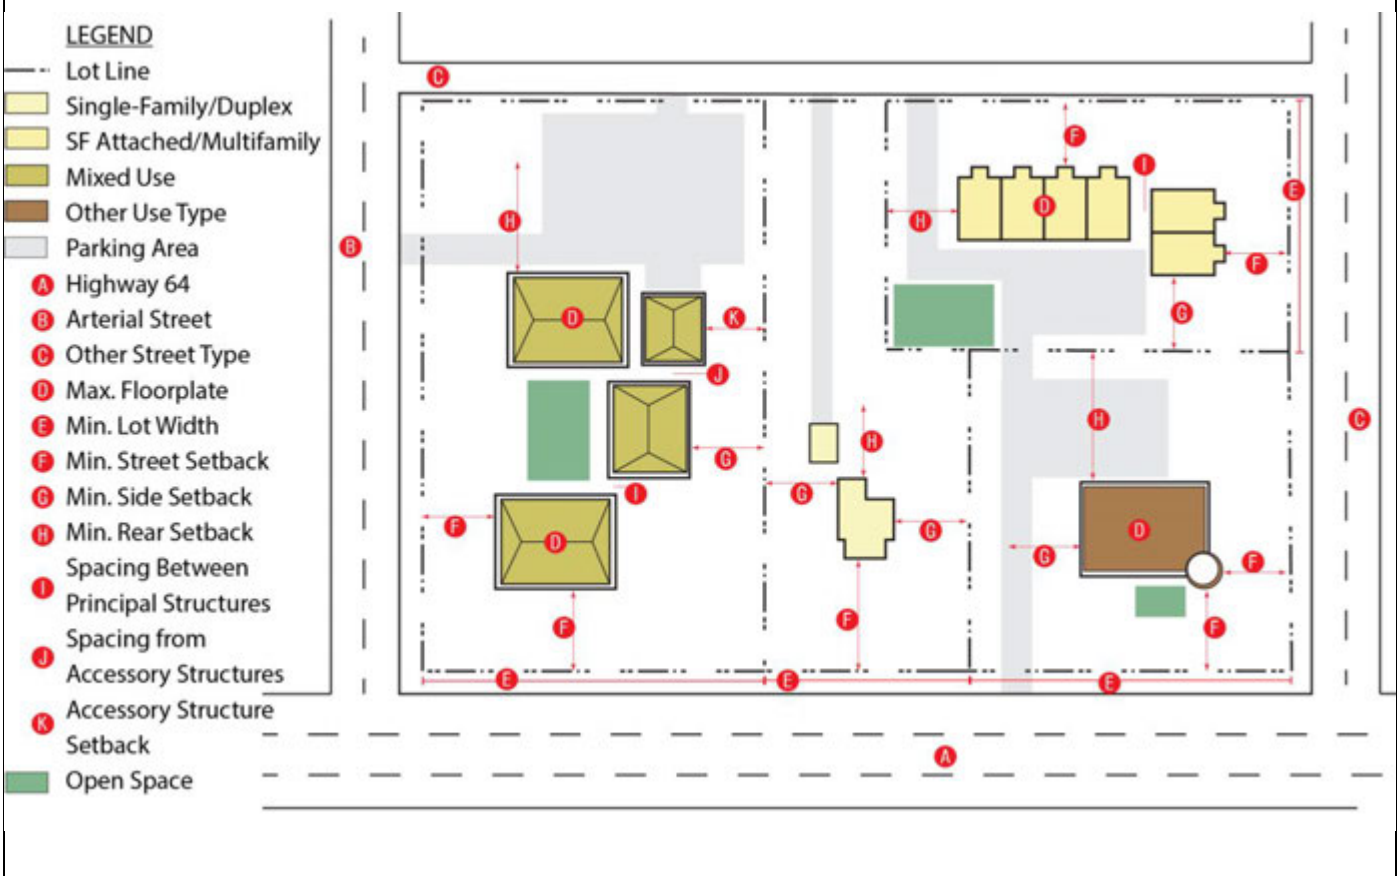 LEGEND
Lot Line
Single-Family/Duplex
SF Attached/Multifamily
Mixed Use
Other Use Type
Parking Area
A Highway 64
B Arterial Street
C Other Street Type
D Max. Floorplate
E Min. Lot Width
F Min. Street Setback
G Min. Side Setback
H Min. Rear Setback
Spacing Between
I
Principal Structures
Spacing from
J
Accessory Structures
Accessory Structure
K
Setback
Open Space
C
F
I
E
D
H
H
B
F
G
D
K
J
H
H
C
G
G
I
F
D
G
D
G
F
F
F
F
E
E
E
A